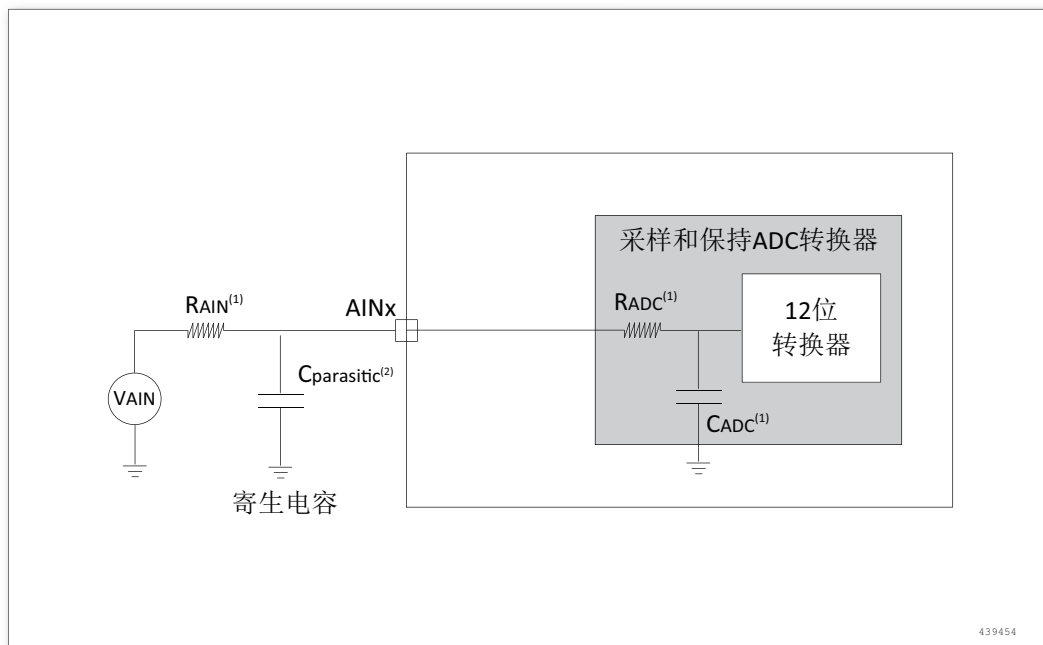 采样和保持ADC转换器
RAIN(1)
AINx
RADC(1)
12位
转换器
Cparasitic(2)
VAIN
CADC(1)
寄生电容
439454